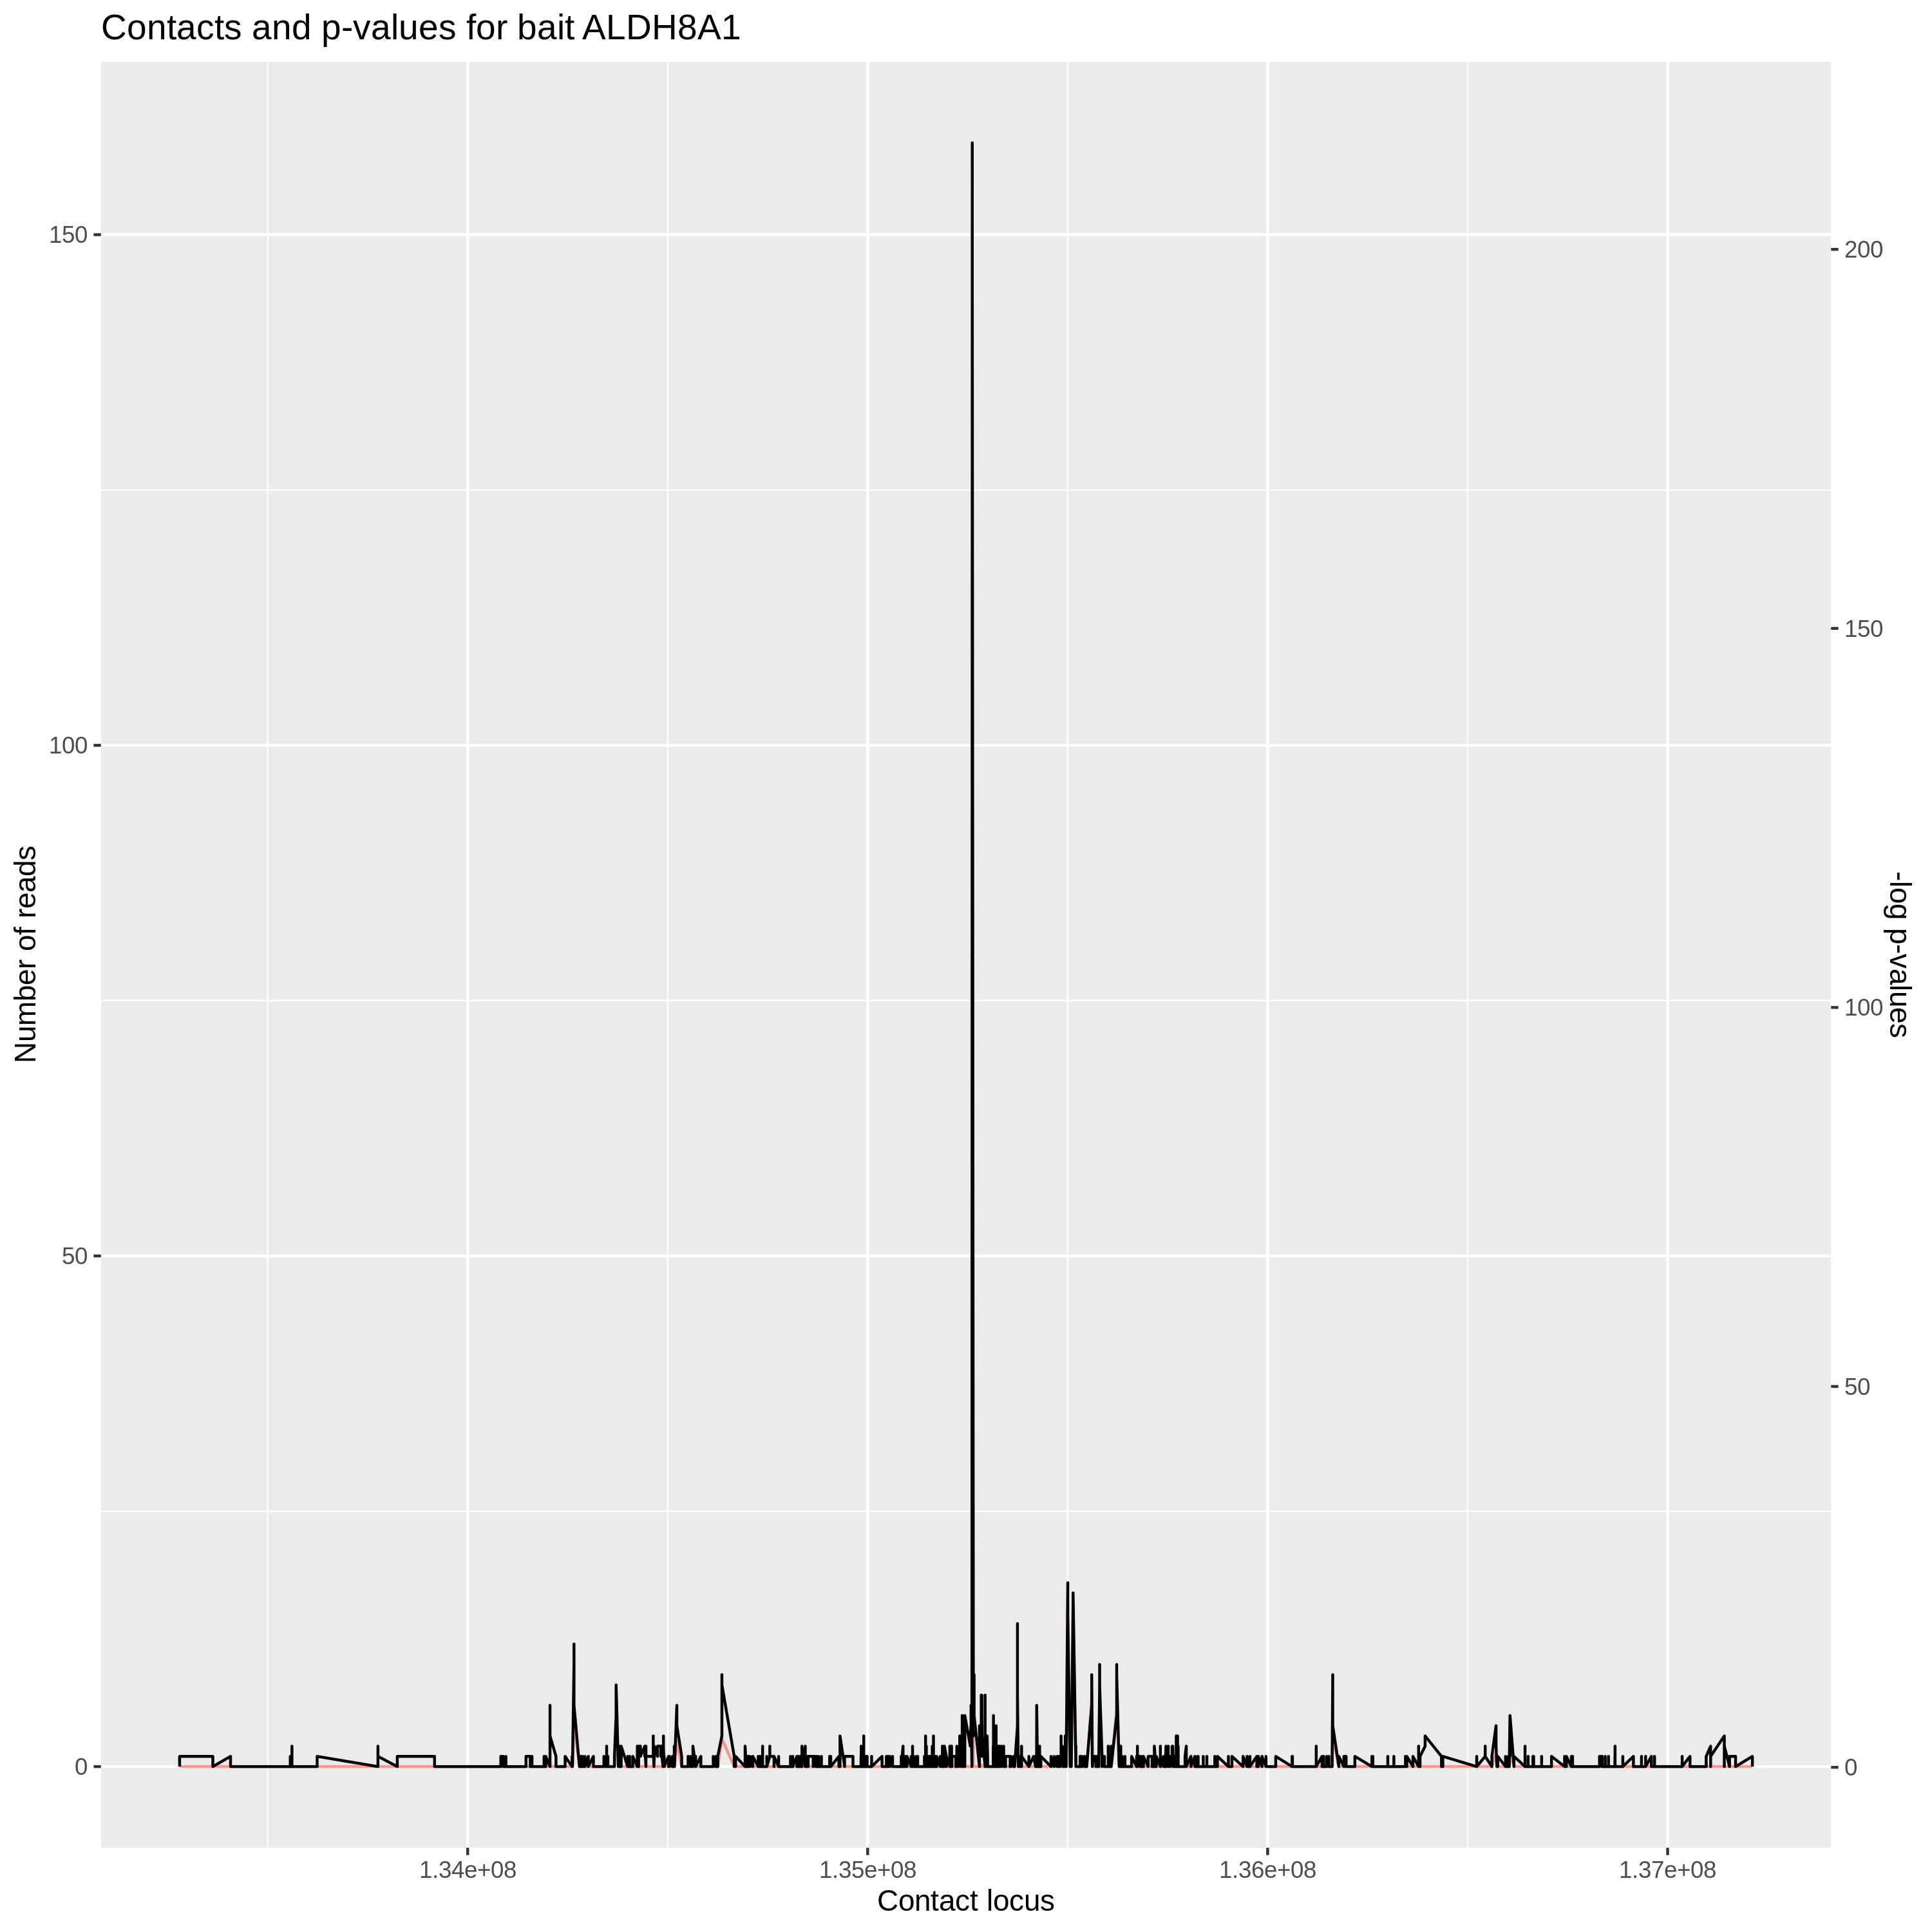 Contacts and p-values for bait ALDH8A1
Number of reads
150
100
50
0
200
150
100
50
0
-log p-values
1.34e+08
1.35e+08
1.36e+08
1.37e+08
Contact locus